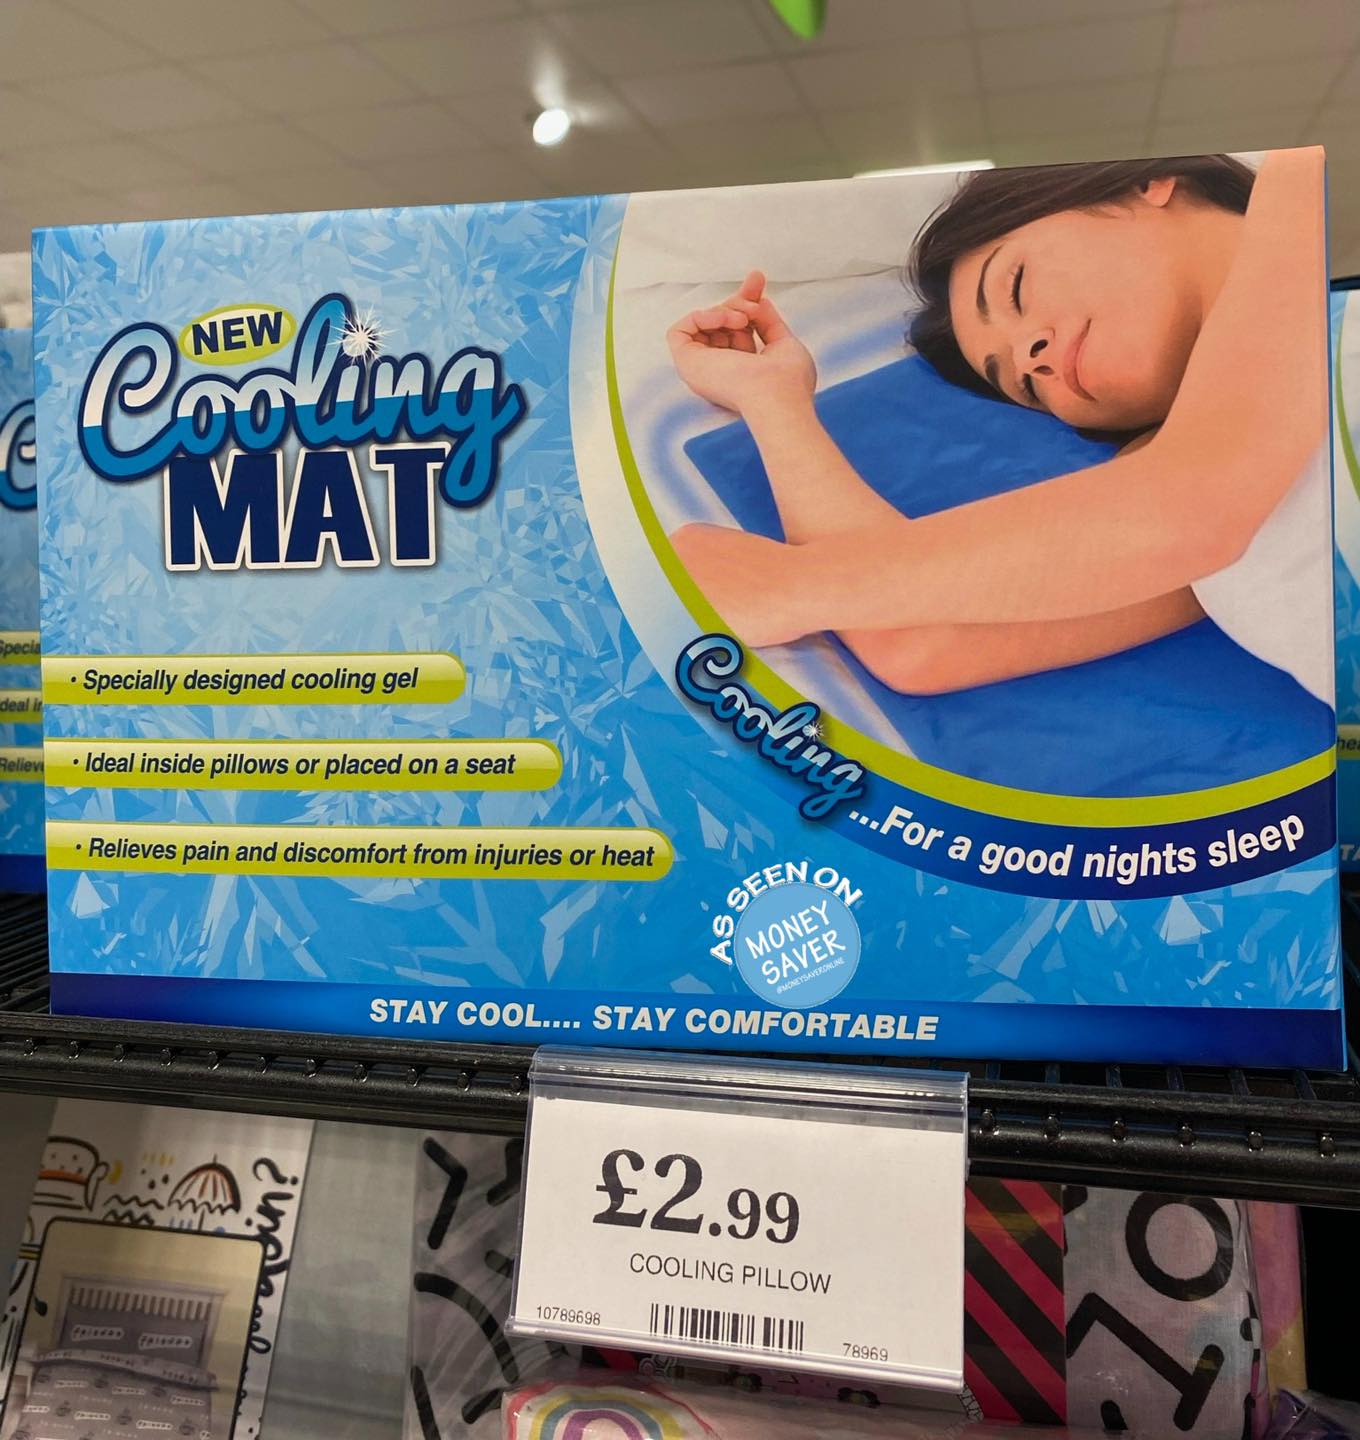 NEW
Cooling
MAT
• Specially designed cooling gel
• Ideal inside pillows or placed on a seat
• Relieves pain and discomfort from injuries or heat
Cooling
...For a good nights sleep
AS SEEN ON
MONEY
SAVER
@MONEYSAVERONLINE
STAY COOL.... STAY COMFORTABLE
£2.99
COOLING PILLOW
10789698
78969